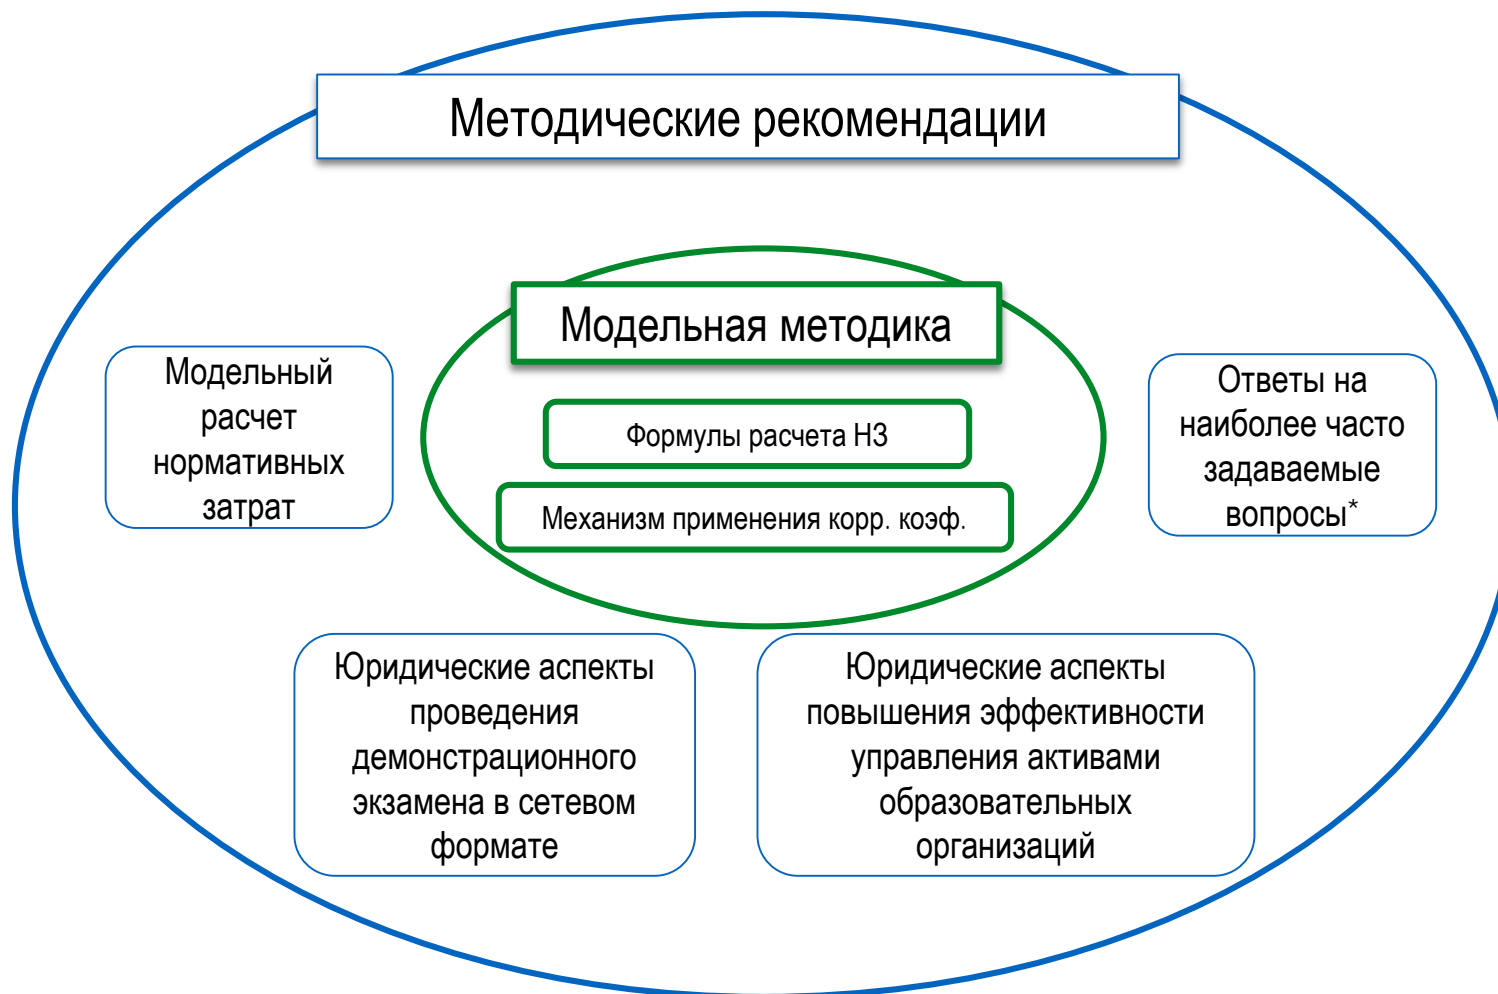 Методические рекомендации
Модельная методика
Формулы расчета НЗ
Механизм применения корр. коэф.
Модельный
расчет
нормативных
затрат
Ответы на
наиболее часто
задаваемые
вопросы*
Юридические аспекты
проведения
демонстрационного
экзамена в сетевом
формате
Юридические аспекты
повышения эффективности
управления активами
образовательных
организаций